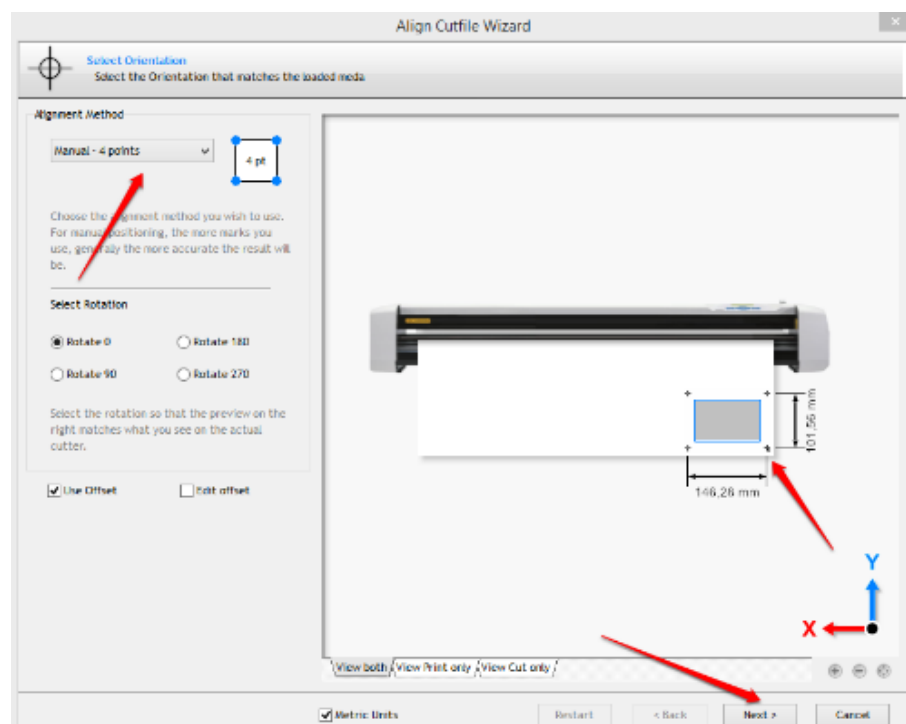 Align Cutfile Wizard
Select Orientation
Select the Orientation that matches the loaded meda
Alignment Method
Manual - 4 points
4 pt
Choose the alignment method you wish to use.
For manual positioning, the more marks you
use, generally the more accurate the result will
be.
Select Rotation
Rotate 0
Rotate 180
Rotate 90
Rotate 270
Select the rotation so that the preview on the
right matches what you see on the actual
cutter.
Use Offset
Edit offset
101,56 mm
146,28 mm
Y
X
View both
View Print only
View Cut only
Metric Units
Restart
< Back
Next >
Cancel